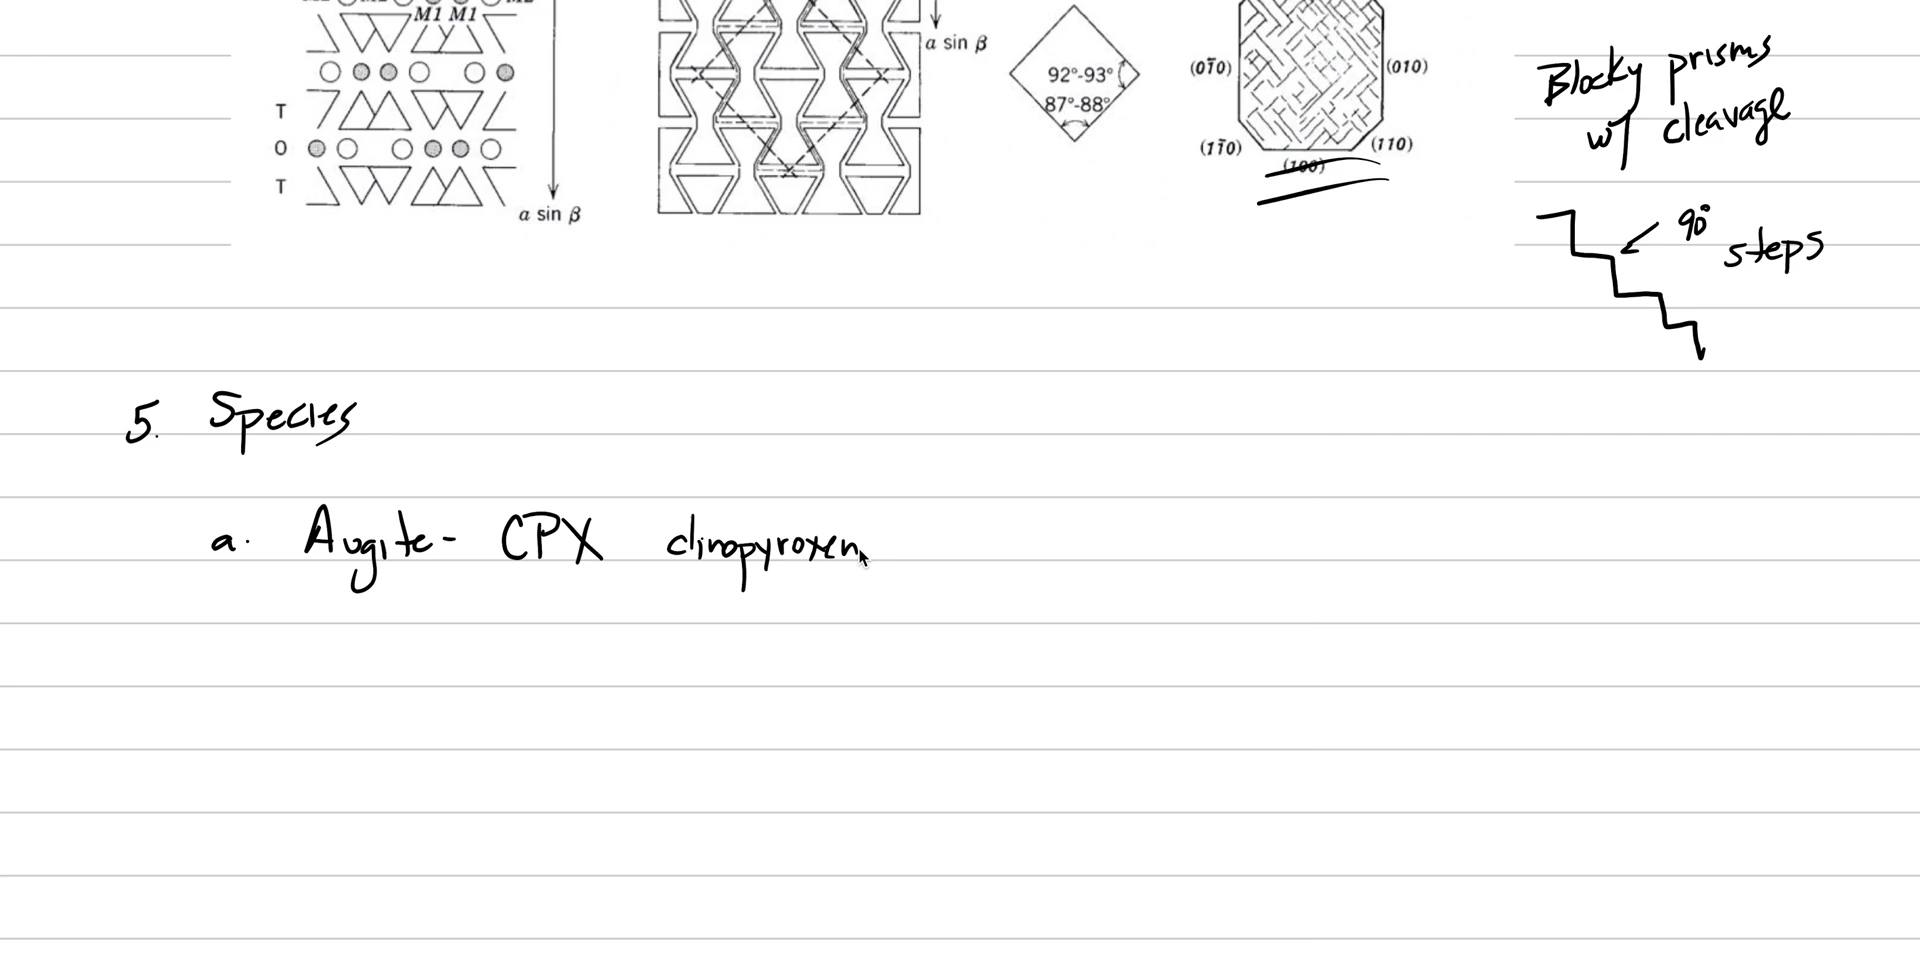 M1 M1
a sin β
92°-93°
87°-88°
(01̅0)
(010)
(11̅0)
(110)
(100)
Blocky prisms
w/ cleavage
T
O
T
a sin β
90° steps
5. Species
a. Augite - CPX clinopyroxen